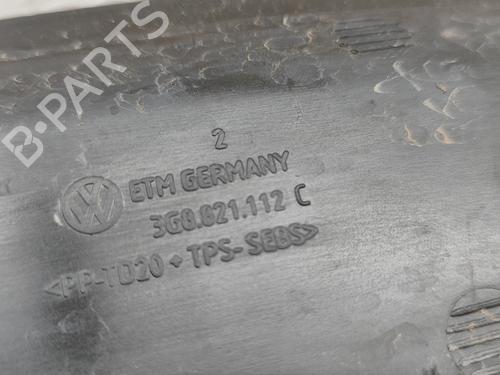 B-PARTS
2
ETM GERMANY
3G8.821.112 C
<PP-TD20+TPS-SEBS>